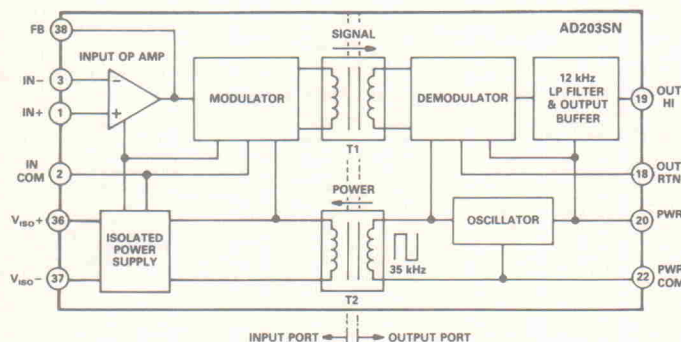 FB
38
SIGNAL
AD203SN
INPUT OP AMP
IN–
3
–
IN+
1
+
MODULATOR
T1
DEMODULATOR
12 kHz
LP FILTER
& OUTPUT
BUFFER
19
OUT
HI
IN
COM
2
18
OUT
RTN
POWER
VISO+
36
ISOLATED
POWER
SUPPLY
35 kHz
OSCILLATOR
20
PWR
VISO–
37
T2
22
PWR
COM
INPUT PORT
OUTPUT PORT